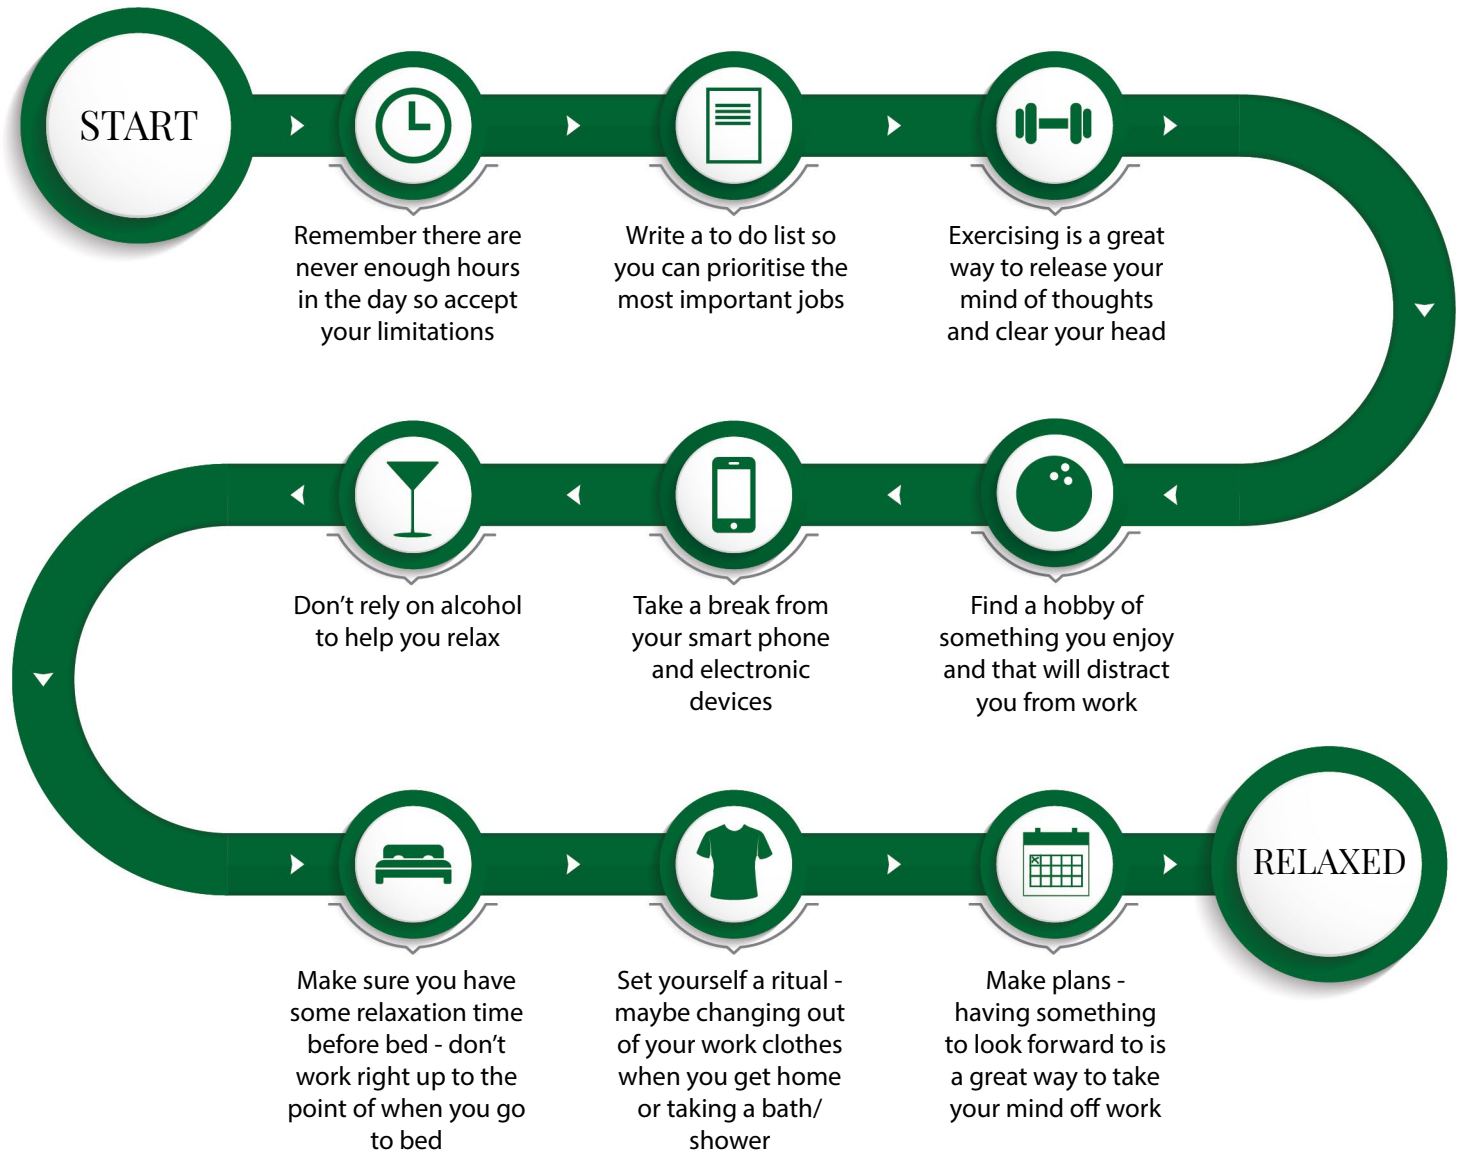 START
Remember there are
never enough hours
in the day so accept
your limitations
Write a to do list so
you can prioritise the
most important jobs
Exercising is a great
way to release your
mind of thoughts
and clear your head
Find a hobby of
something you enjoy
and that will distract
you from work
Take a break from
your smart phone
and electronic
devices
Don’t rely on alcohol
to help you relax
Make sure you have
some relaxation time
before bed - don’t
work right up to the
point of when you go
to bed
Set yourself a ritual -
maybe changing out
of your work clothes
when you get home
or taking a bath/
shower
Make plans -
having something
to look forward to is
a great way to take
your mind off work
RELAXED